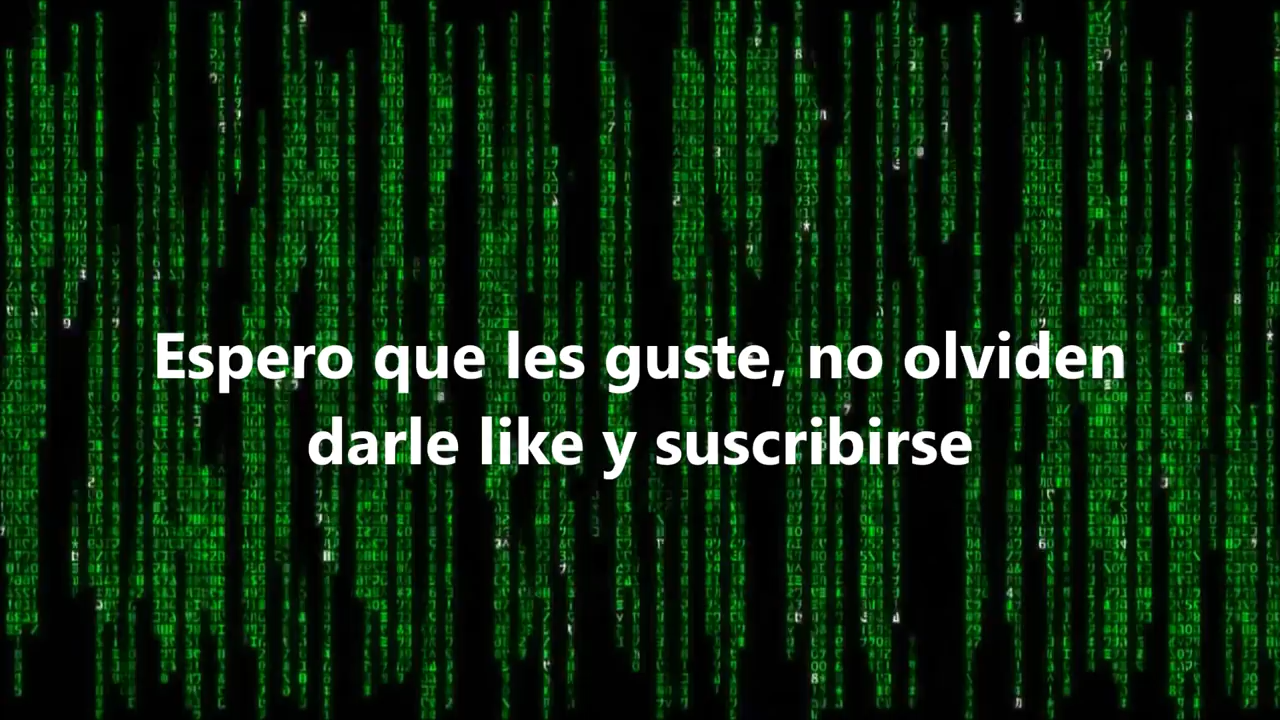 Espero que les guste, no olviden
darle like y suscribirse